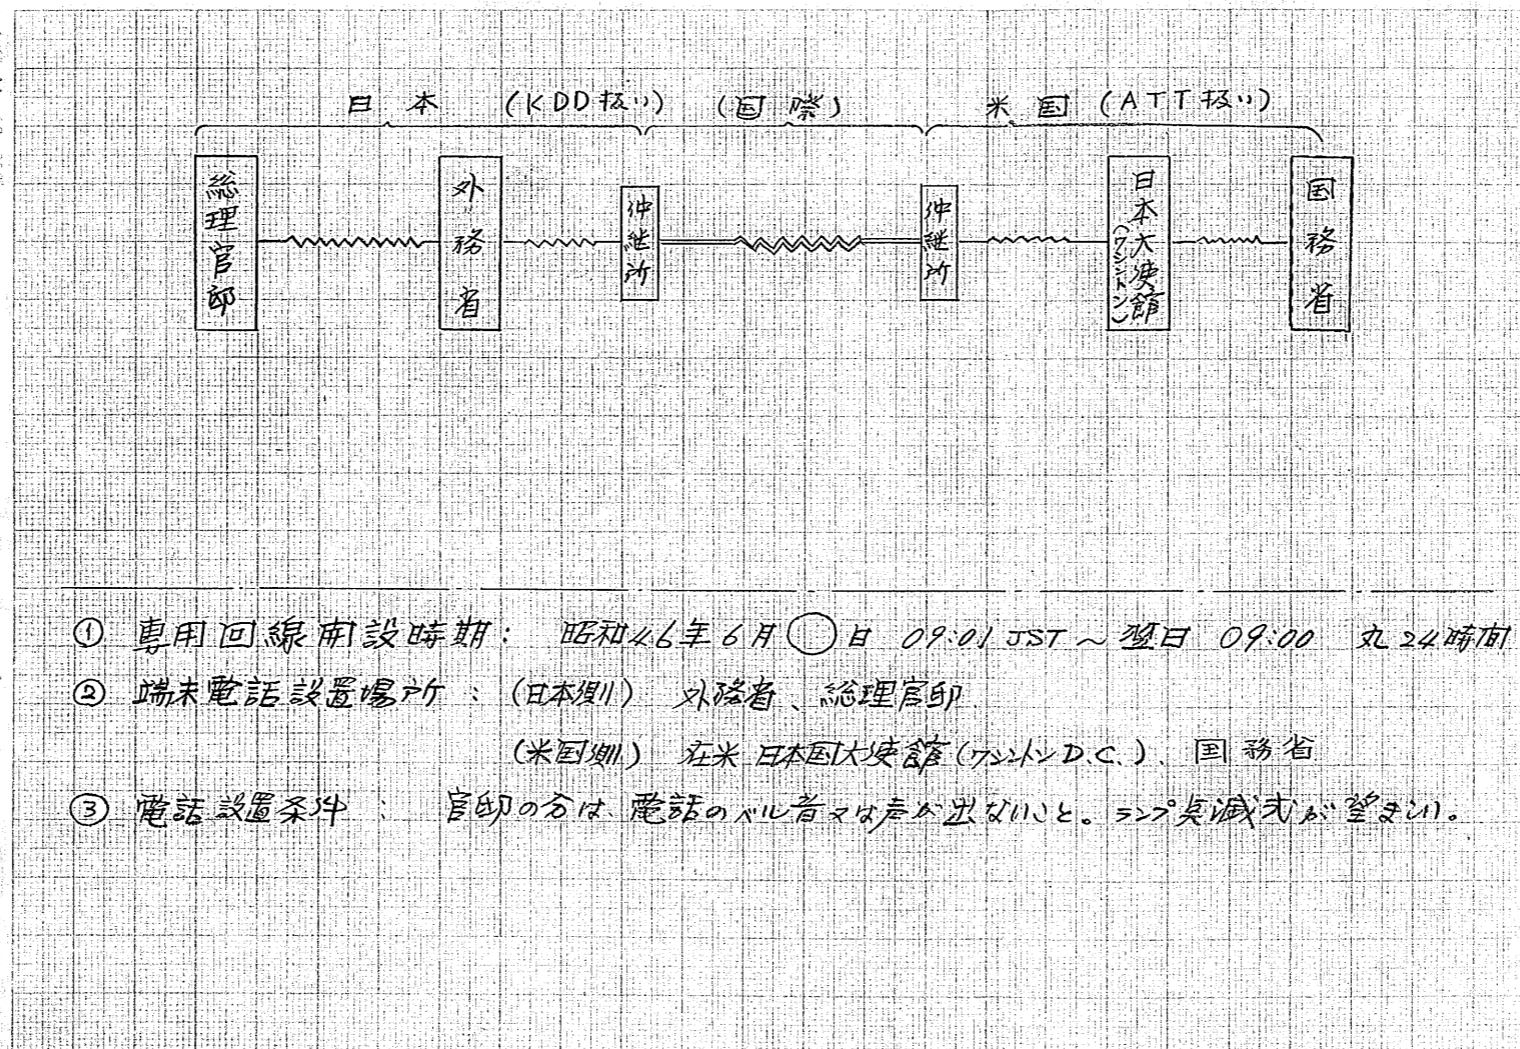 日本 (KDD扱い) (国際) 米国 (ATT扱い)
総理官邸
外務省
仲継所
仲継所
日本大使館
(ワシントン)
国務省
① 専用回線開設時期: 昭和46年6月◯日 09:01 JST ~ 翌日 09:00 丸24時間
② 端末電話設置場所: (日本側) 外務省、総理官邸
(米国側) 在米日本国大使館(ワシントンD.C.)、国務省
③ 電話設置条件: 官邸の分は、電話のベル音又は声が出ないこと。ランプ点滅式が望ましい。